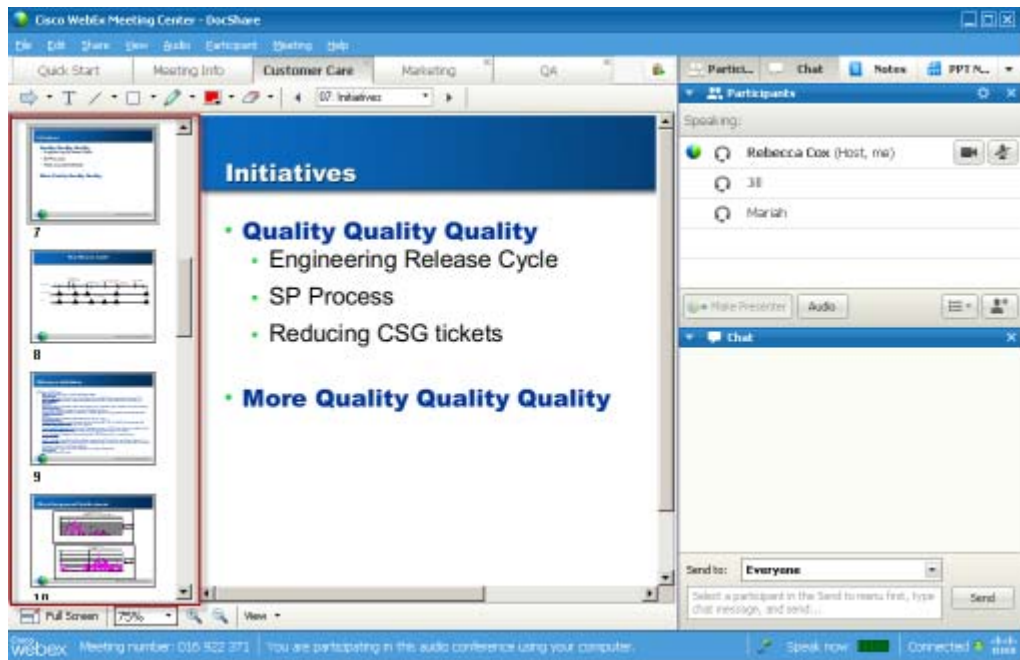 Cisco WebEx Meeting Center - DocShare
File Edit Share View Audio Participant Meeting Help
Quick Start Meeting Info Customer Care Marketing QA
Partici... Chat Notes PPT N...
T 07: Initiatives
Participants
Speaking:
Rebecca Cox (Host, me)
Mariah
Make Presenter Audio
Chat
7
8
9
10
Initiatives
Quality Quality Quality
Engineering Release Cycle
SP Process
Reducing CSG tickets
More Quality Quality Quality
Send to: Everyone
Select a participant in the Send to menu first, type
chat message, and send...
Send
Full Screen 75% View
Cisco
webex Meeting number: 016 922 371 You are participating in the audio conference using your computer. Speak now Connected